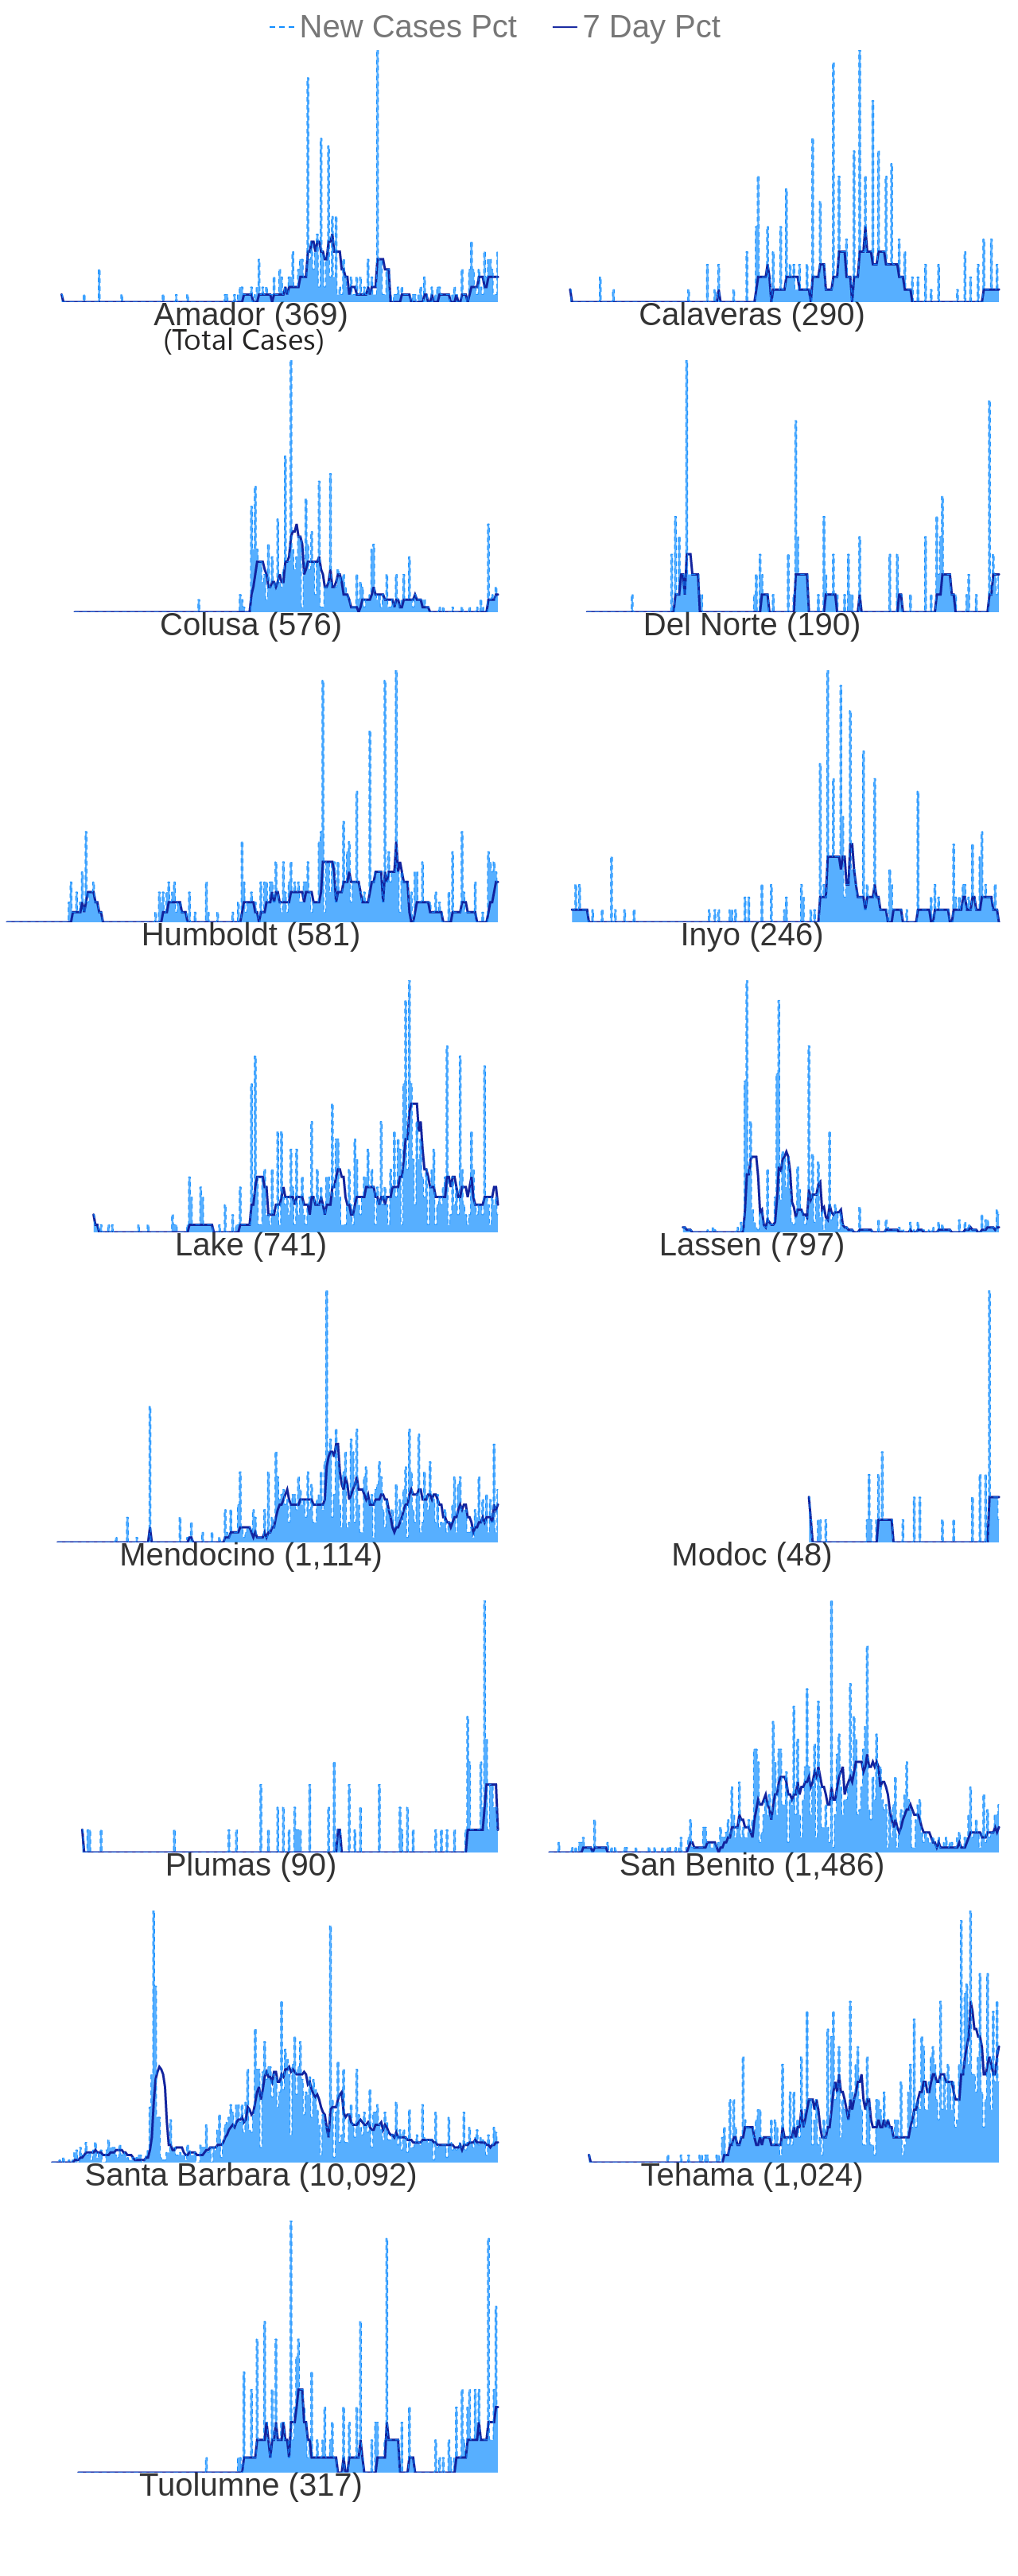 New Cases Pct 7 Day Pct
Amador (369) Calaveras (290)
(Total Cases)
Colusa (576) Del Norte (190)
Humboldt (581) Inyo (246)
Lake (741) Lassen (797)
Mendocino (1,114) Modoc (48)
Plumas (90) San Benito (1,486)
Santa Barbara (10,092) Tehama (1,024)
Tuolumne (317)